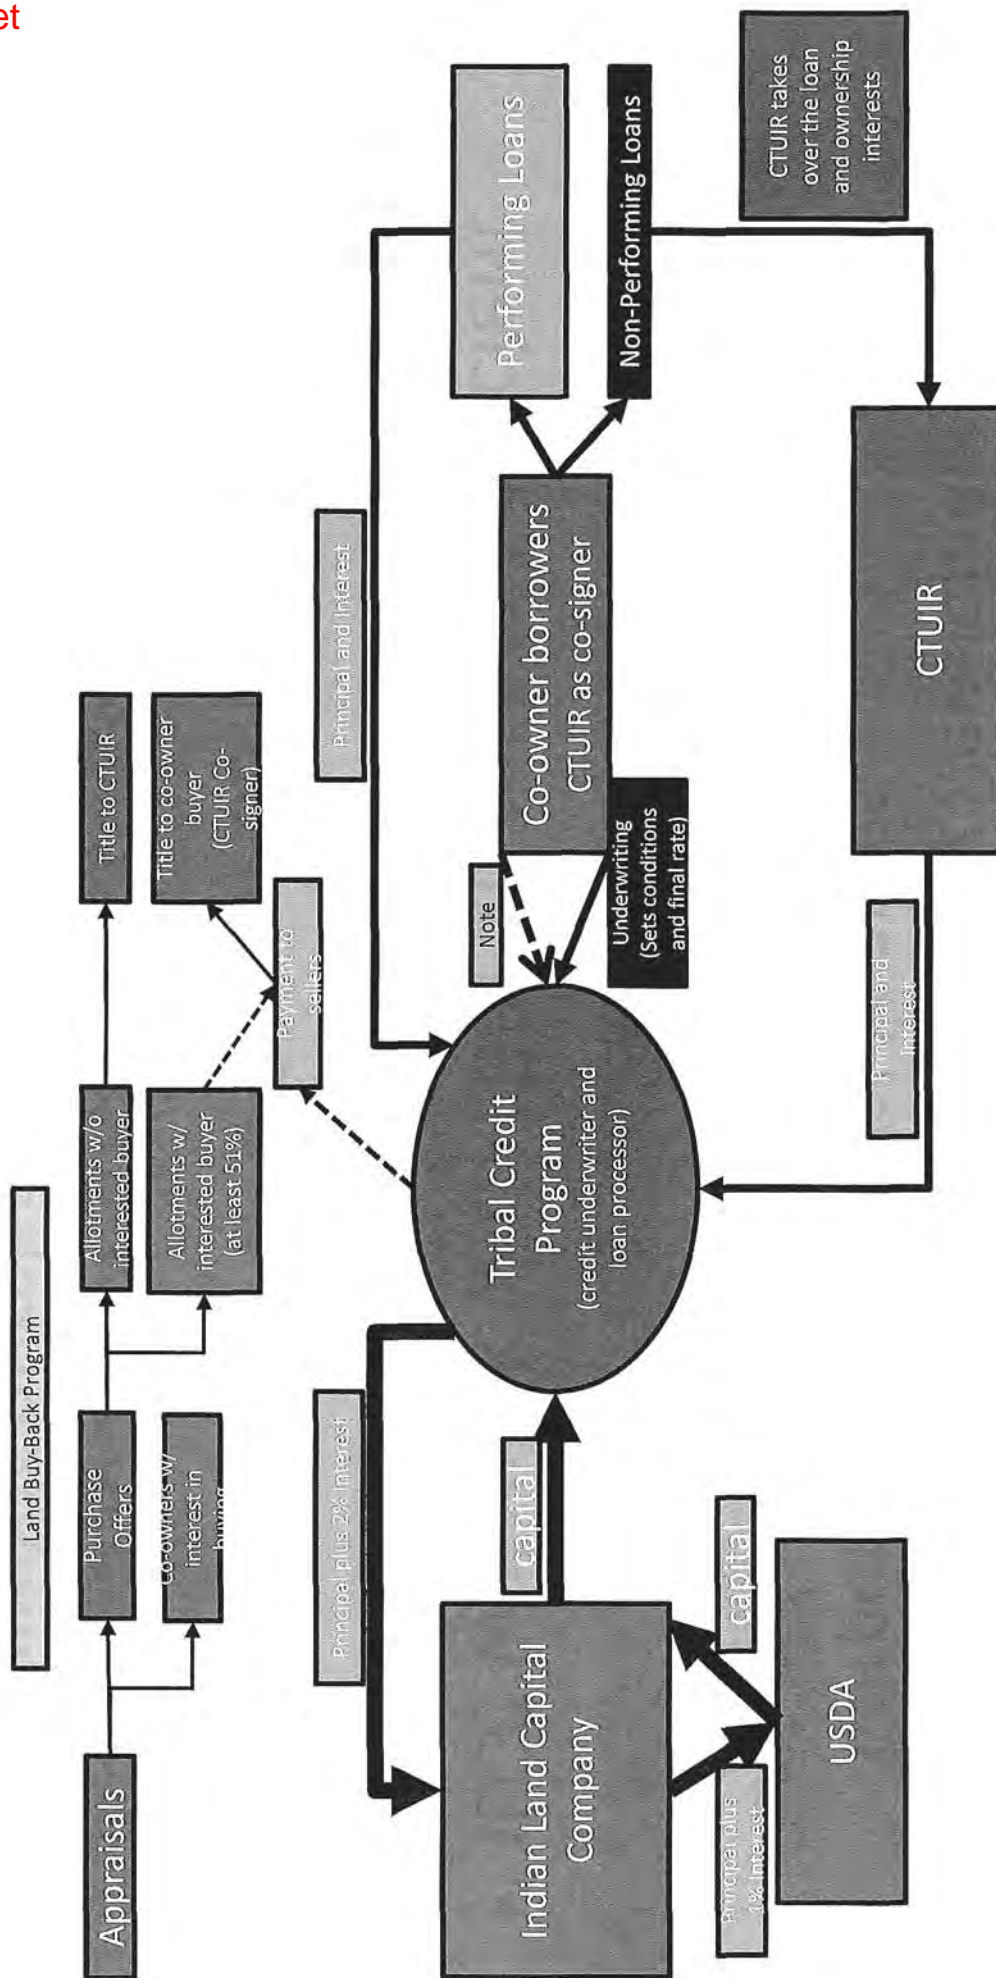 et
Land Buy-Back Program
Appraisals
Purchase
Offers
Co-owners w/
interest in
buying
Allotments w/o
interested buyer
Allotments w/
interested buyer
(at least 51%)
Title to CTUIR
Title to co-owner
buyer
(CTUIR Co-
signer)
Payment to
sellers
Principal plus 2% Interest
Principal and Interest
Indian Land Capital
Company
capital
Tribal Credit
Program
(credit underwriter and
loan processor)
Note
Underwriting
(Sets conditions
and final rate)
Co-owner borrowers
CTUIR as co-signer
Performing Loans
Non-Performing Loans
Principal plus
1% Interest
capital
USDA
Principal and
Interest
CTUIR
CTUIR takes
over the loan
and ownership
interests